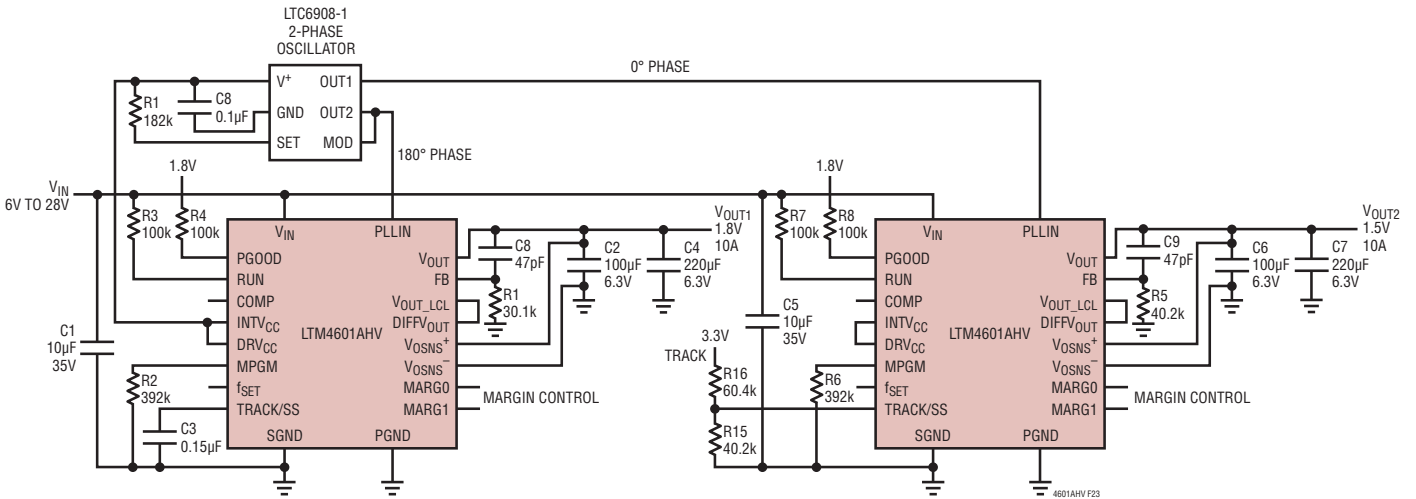 LTC6908-1
2-PHASE
OSCILLATOR
V+
OUT1
GND
OUT2
SET
MOD
R1
182k
C8
0.1µF
0° PHASE
180° PHASE
VIN
6V TO 28V
1.8V
R3
100k
R4
100k
C1
10µF
35V
R2
392k
C3
0.15µF
VIN
PLLIN
PGOOD
RUN
COMP
INTVCC
DRVCC
MPGM
fSET
TRACK/SS
SGND
PGND
LTM4601AHV
VOUT
FB
VOUT_LCL
DIFFVOUT
VOSNS+
VOSNS–
MARG0
MARG1
C8
47pF
R1
30.1k
C2
100µF
6.3V
C4
220µF
6.3V
VOUT1
1.8V
10A
MARGIN CONTROL
1.8V
R7
100k
R8
100k
C5
10µF
35V
3.3V
TRACK
R16
60.4k
R15
40.2k
R6
392k
VIN
PLLIN
PGOOD
RUN
COMP
INTVCC
DRVCC
MPGM
fSET
TRACK/SS
SGND
PGND
LTM4601AHV
VOUT
FB
VOUT_LCL
DIFFVOUT
VOSNS+
VOSNS–
MARG0
MARG1
C9
47pF
R5
40.2k
C6
100µF
6.3V
C7
220µF
6.3V
VOUT2
1.5V
10A
MARGIN CONTROL
4601AHV F23